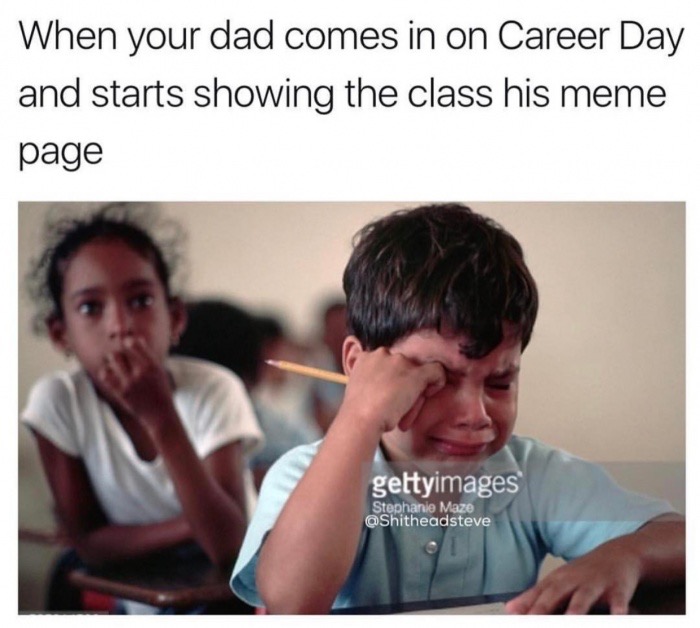 When your dad comes in on Career Day
and starts showing the class his meme
page
gettyimages
Stephanie Maze
@Shitheadsteve